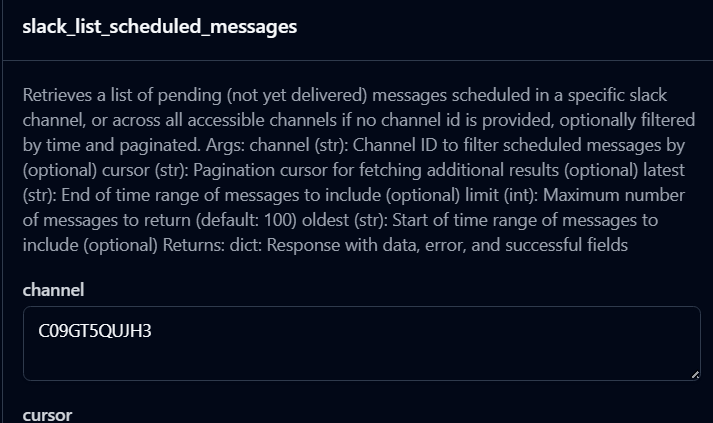 slack_list_scheduled_messages
Retrieves a list of pending (not yet delivered) messages scheduled in a specific slack
channel, or across all accessible channels if no channel id is provided, optionally filtered
by time and paginated. Args: channel (str): Channel ID to filter scheduled messages by
(optional) cursor (str): Pagination cursor for fetching additional results (optional) latest
(str): End of time range of messages to include (optional) limit (int): Maximum number
of messages to return (default: 100) oldest (str): Start of time range of messages to
include (optional) Returns: dict: Response with data, error, and successful fields
channel
C09GT5QUJH3
cursor